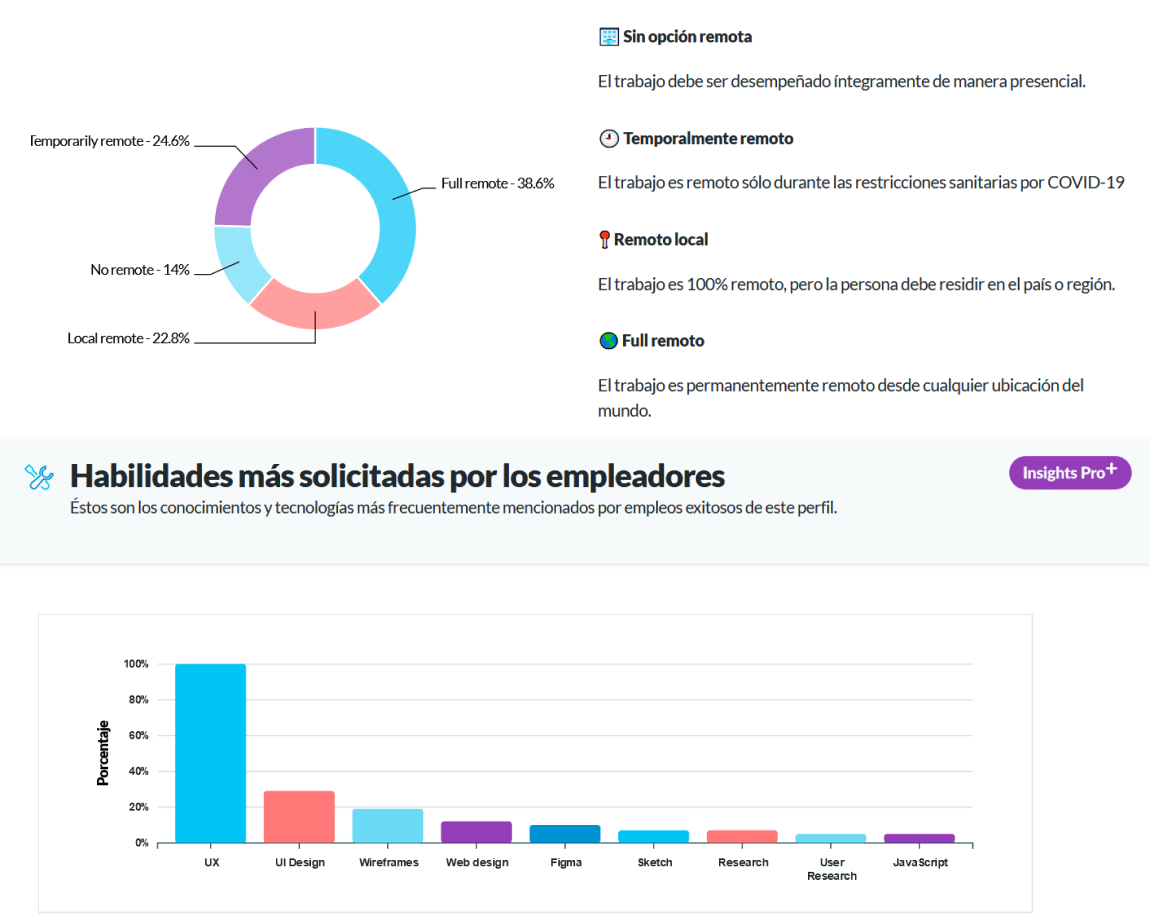 Temporarily remote - 24.6%
Full remote - 38.6%
No remote - 14%
Local remote - 22.8%
Sin opción remota
El trabajo debe ser desempeñado íntegramente de manera presencial.
Temporalmente remoto
El trabajo es remoto sólo durante las restricciones sanitarias por COVID-19
Remoto local
El trabajo es 100% remoto, pero la persona debe residir en el país o región.
Full remoto
El trabajo es permanentemente remoto desde cualquier ubicación del
mundo.
Habilidades más solicitadas por los empleadores
Insights Pro+
Éstos son los conocimientos y tecnologías más frecuentemente mencionados por empleos exitosos de este perfil.
Porcentaje
100%
80%
60%
40%
20%
0%
UX
UI Design
Wireframes
Web design
Figma
Sketch
Research
User
Research
JavaScript